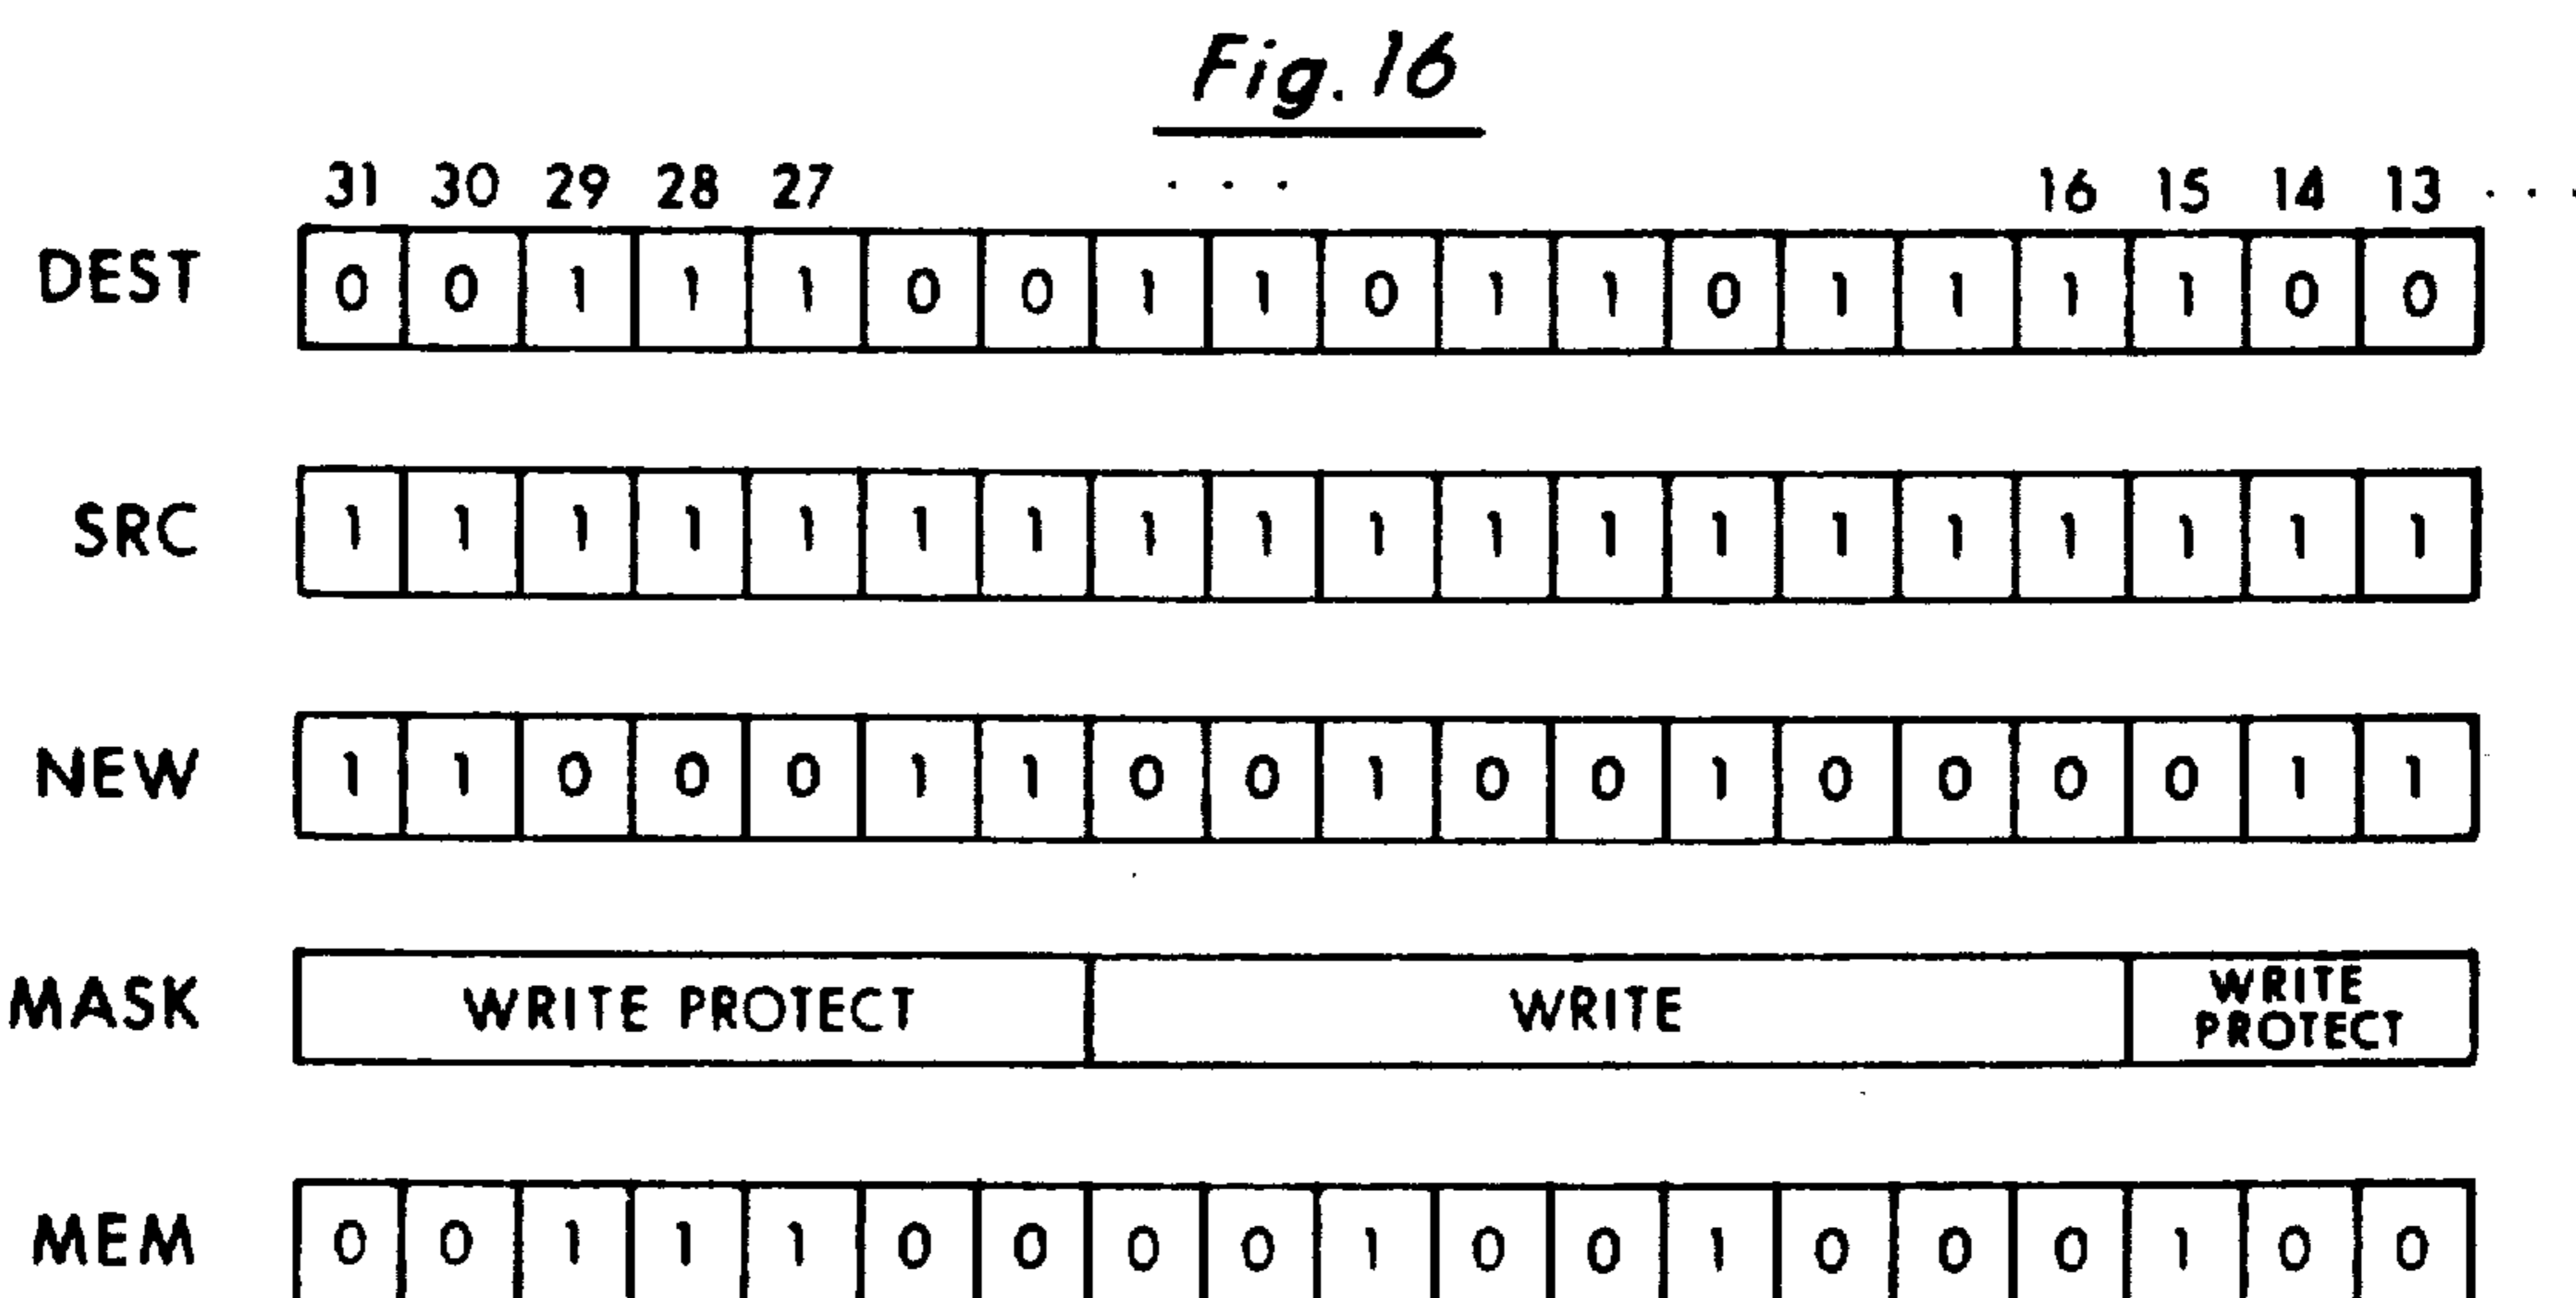 Fig. 16
31 30 29 28 27 . . . 16 15 14 13 . . .
DEST 0 0 1 1 1 0 0 1 1 0 1 1 0 1 1 1 1 0 0
SRC 1 1 1 1 1 1 1 1 1 1 1 1 1 1 1 1 1 1 1
NEW 1 1 0 0 0 1 1 0 0 1 0 0 1 0 0 0 0 1 1
MASK WRITE PROTECT WRITE WRITE
PROTECT
MEM 0 0 1 1 1 0 0 0 0 1 0 0 1 0 0 0 1 0 0